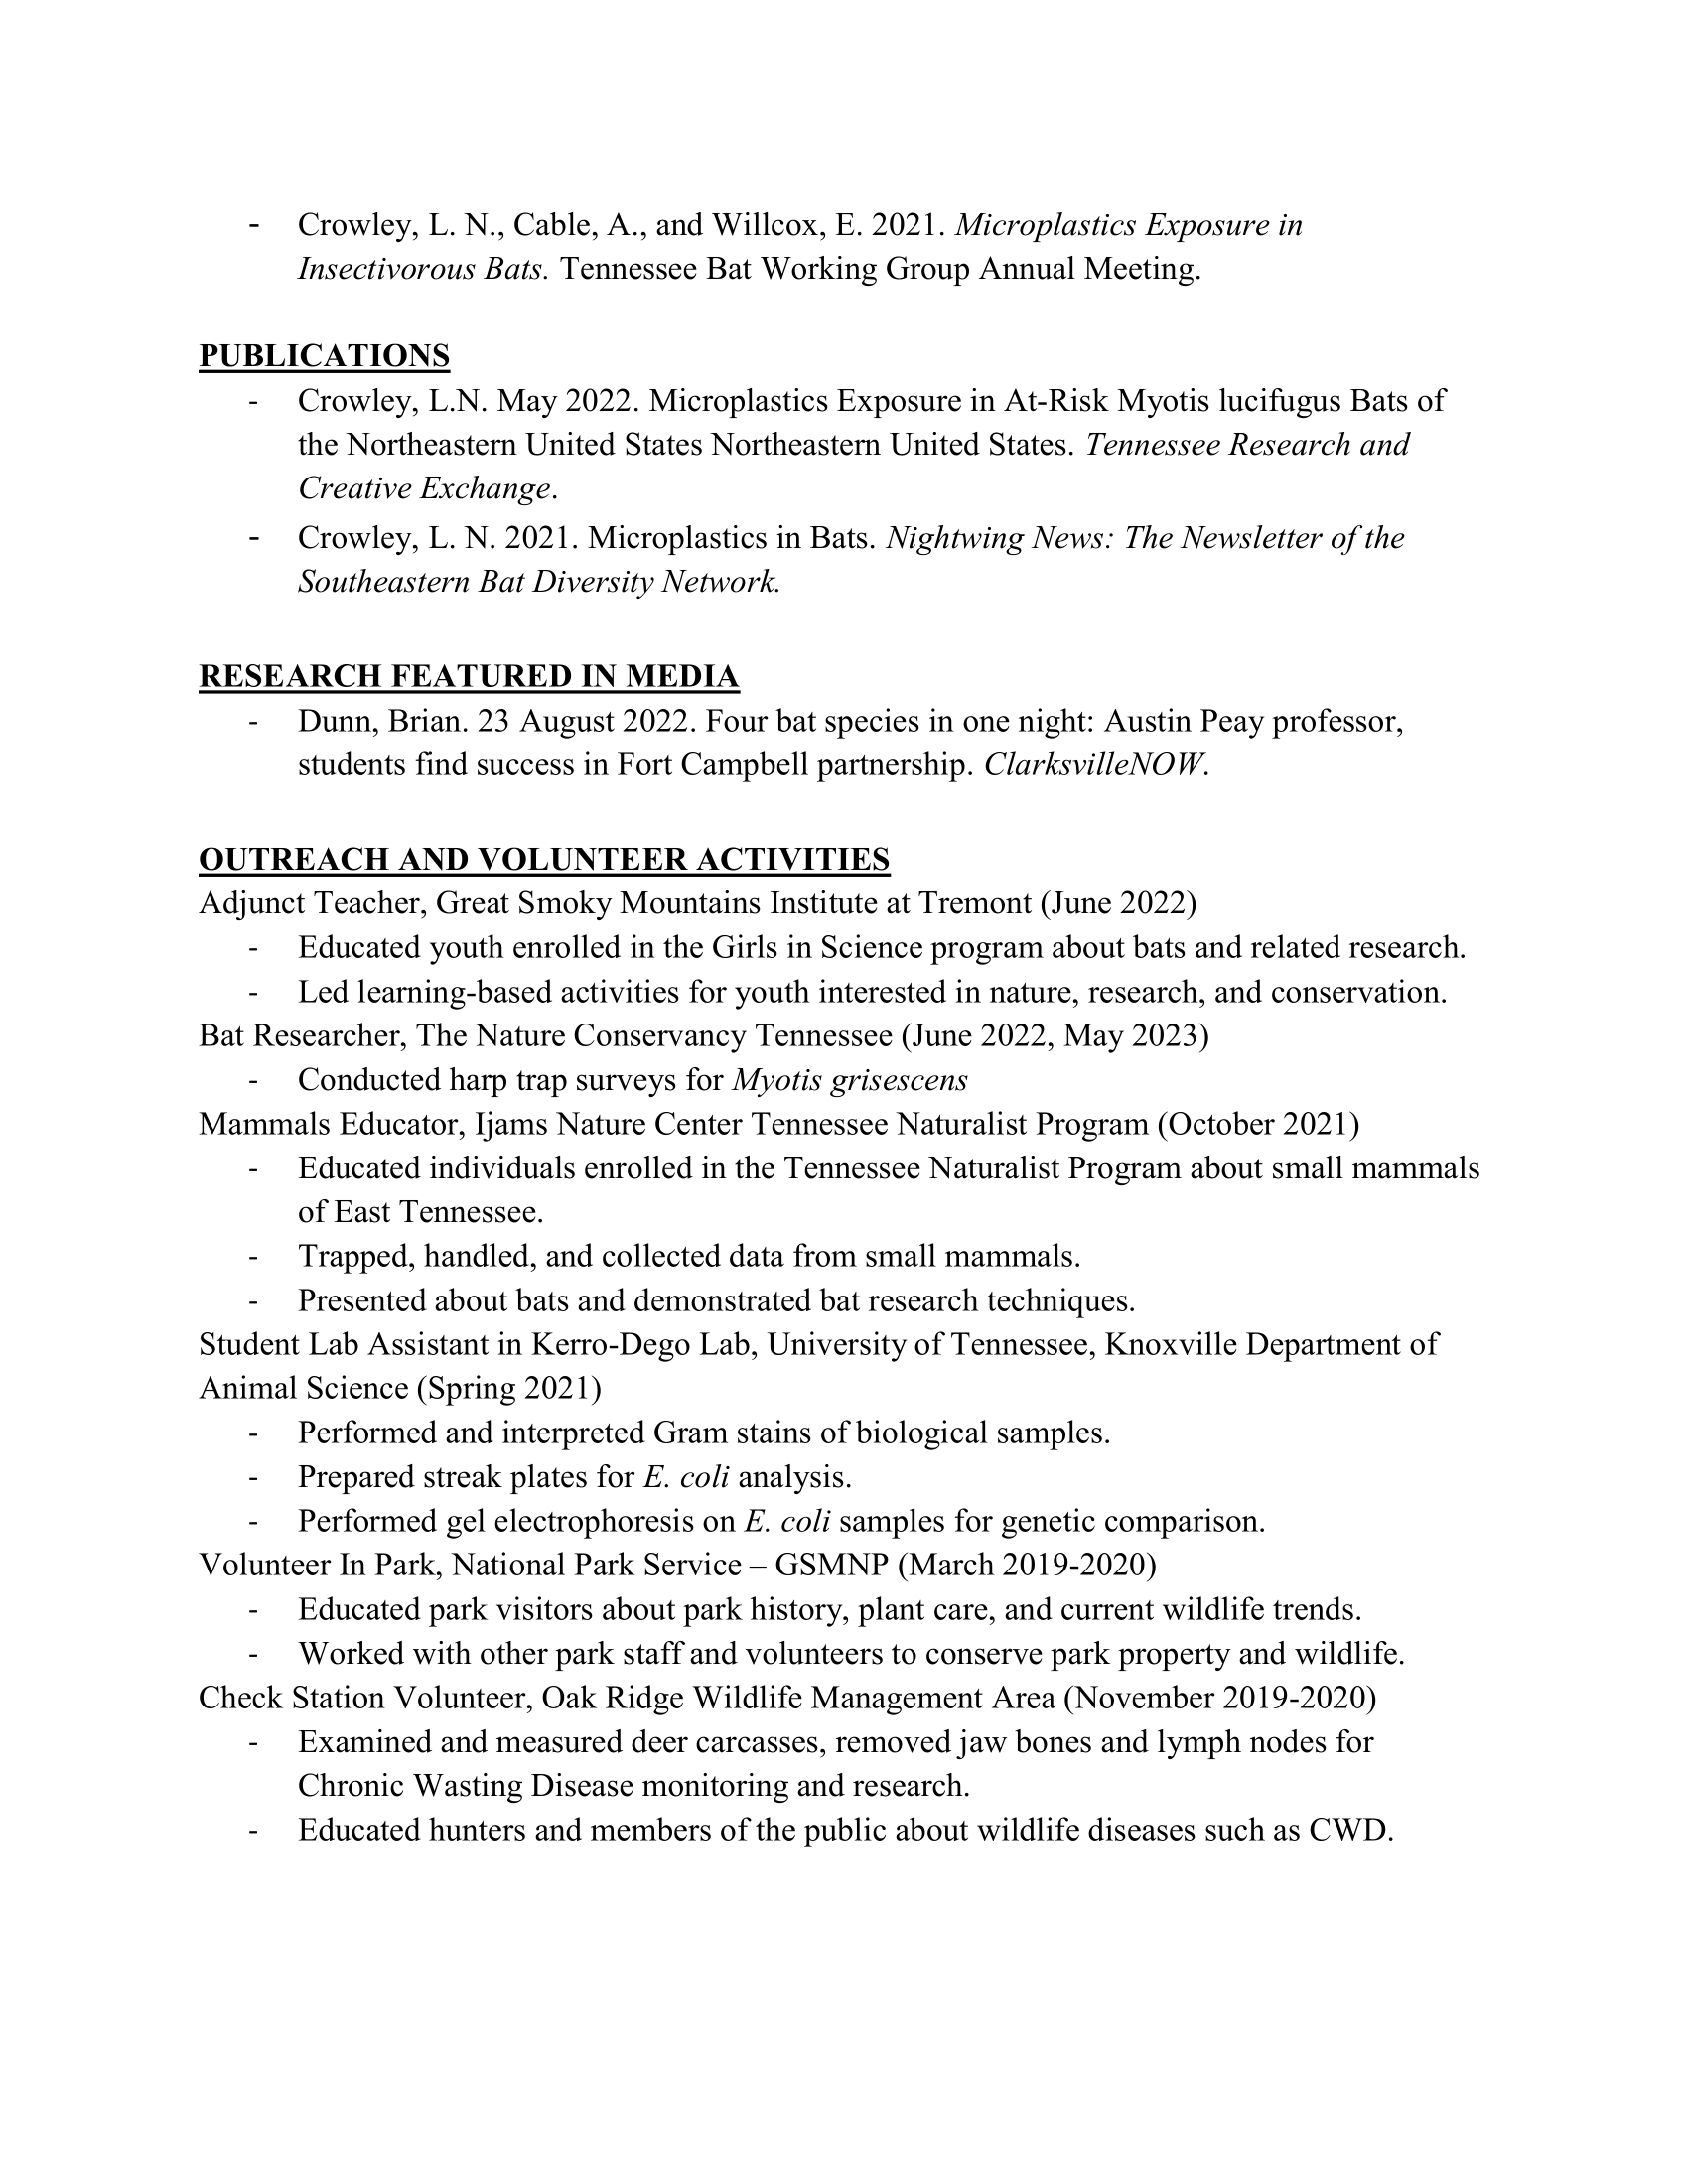 - Crowley, L. N., Cable, A., and Willcox, E. 2021. Microplastics Exposure in
Insectivorous Bats. Tennessee Bat Working Group Annual Meeting.
PUBLICATIONS
- Crowley, L.N. May 2022. Microplastics Exposure in At-Risk Myotis lucifugus Bats of
the Northeastern United States Northeastern United States. Tennessee Research and
Creative Exchange.
- Crowley, L. N. 2021. Microplastics in Bats. Nightwing News: The Newsletter of the
Southeastern Bat Diversity Network.
RESEARCH FEATURED IN MEDIA
- Dunn, Brian. 23 August 2022. Four bat species in one night: Austin Peay professor,
students find success in Fort Campbell partnership. ClarksvilleNOW.
OUTREACH AND VOLUNTEER ACTIVITIES
Adjunct Teacher, Great Smoky Mountains Institute at Tremont (June 2022)
- Educated youth enrolled in the Girls in Science program about bats and related research.
- Led learning-based activities for youth interested in nature, research, and conservation.
Bat Researcher, The Nature Conservancy Tennessee (June 2022, May 2023)
- Conducted harp trap surveys for Myotis grisescens
Mammals Educator, Ijams Nature Center Tennessee Naturalist Program (October 2021)
- Educated individuals enrolled in the Tennessee Naturalist Program about small mammals
of East Tennessee.
- Trapped, handled, and collected data from small mammals.
- Presented about bats and demonstrated bat research techniques.
Student Lab Assistant in Kerro-Dego Lab, University of Tennessee, Knoxville Department of
Animal Science (Spring 2021)
- Performed and interpreted Gram stains of biological samples.
- Prepared streak plates for E. coli analysis.
- Performed gel electrophoresis on E. coli samples for genetic comparison.
Volunteer In Park, National Park Service – GSMNP (March 2019-2020)
- Educated park visitors about park history, plant care, and current wildlife trends.
- Worked with other park staff and volunteers to conserve park property and wildlife.
Check Station Volunteer, Oak Ridge Wildlife Management Area (November 2019-2020)
- Examined and measured deer carcasses, removed jaw bones and lymph nodes for
Chronic Wasting Disease monitoring and research.
- Educated hunters and members of the public about wildlife diseases such as CWD.